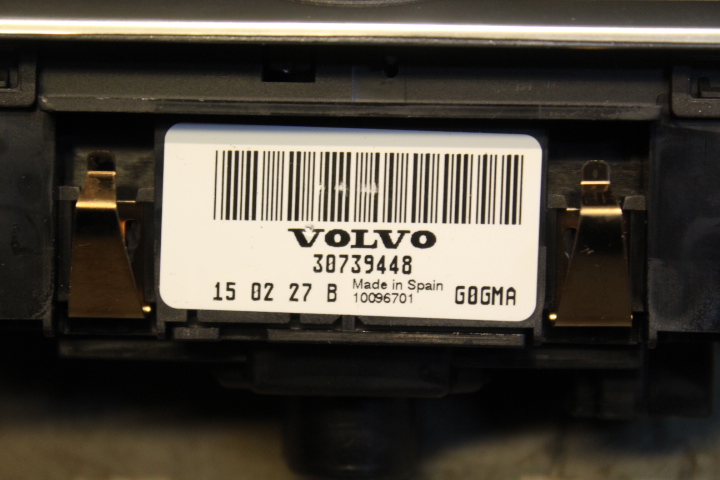 VOLVO
30739448
15 02 27 B Made in Spain G0GMA
10096701